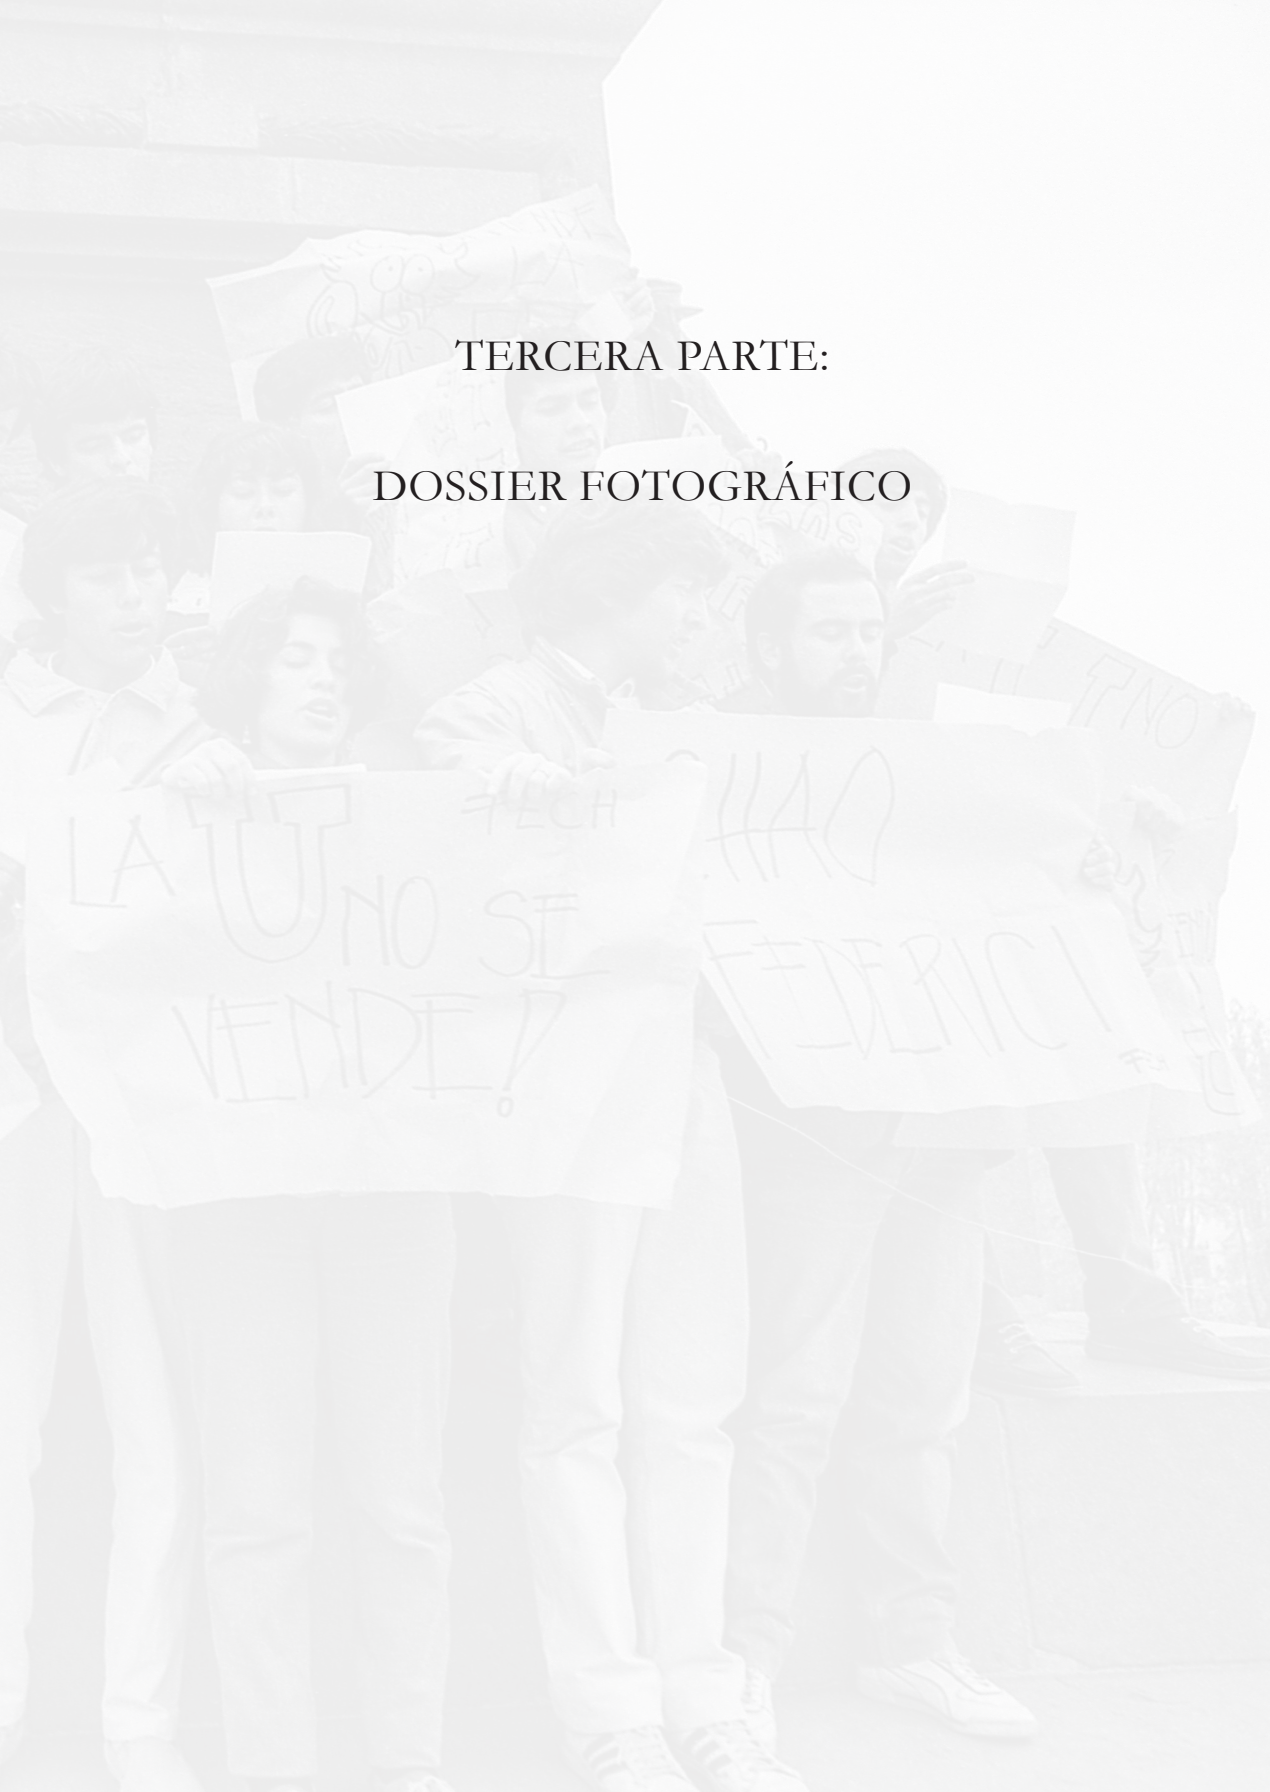 TERCERA PARTE:
DOSSIER FOTOGRÁFICO
LA U NO SE
VENDE!
FECH
CHAO
FEDERICI
NO